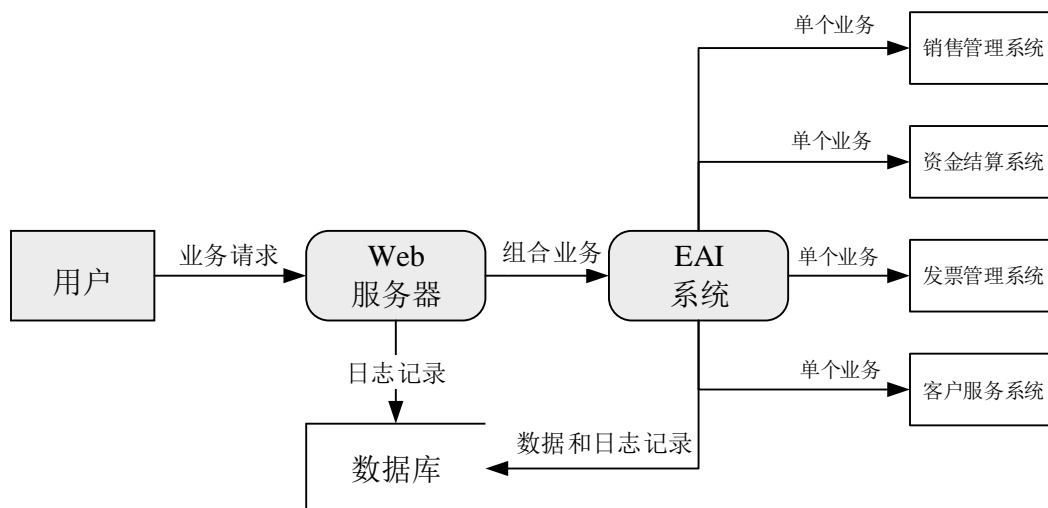 单个业务
销售管理系统
单个业务
资金结算系统
用户
业务请求
Web
服务器
组合业务
EAI
系统
单个业务
发票管理系统
日志记录
单个业务
客户服务系统
数据库
数据和日志记录